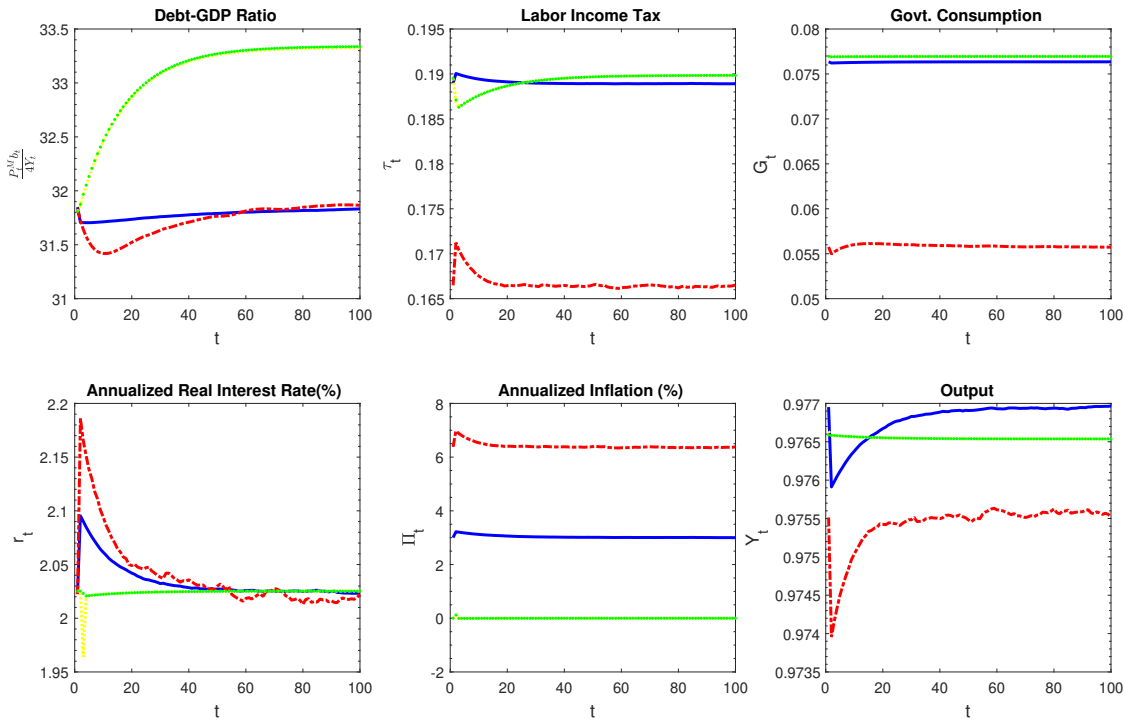 Debt-GDP Ratio
33.5
33
32.5
32
31.5
31
P_t^M b_t
4Y_t
0 20 40 60 80 100
t
Labor Income Tax
0.195
0.19
0.185
0.18
0.175
0.17
0.165
τ_t
0 20 40 60 80 100
t
Govt. Consumption
0.08
0.075
0.07
0.065
0.06
0.055
0.05
G_t
0 20 40 60 80 100
t
Annualized Real Interest Rate(%)
2.2
2.15
2.1
2.05
2
1.95
r_t
0 20 40 60 80 100
t
Annualized Inflation (%)
8
6
4
2
0
-2
Π_t
0 20 40 60 80 100
t
Output
0.977
0.9765
0.976
0.9755
0.975
0.9745
0.974
0.9735
Y_t
0 20 40 60 80 100
t